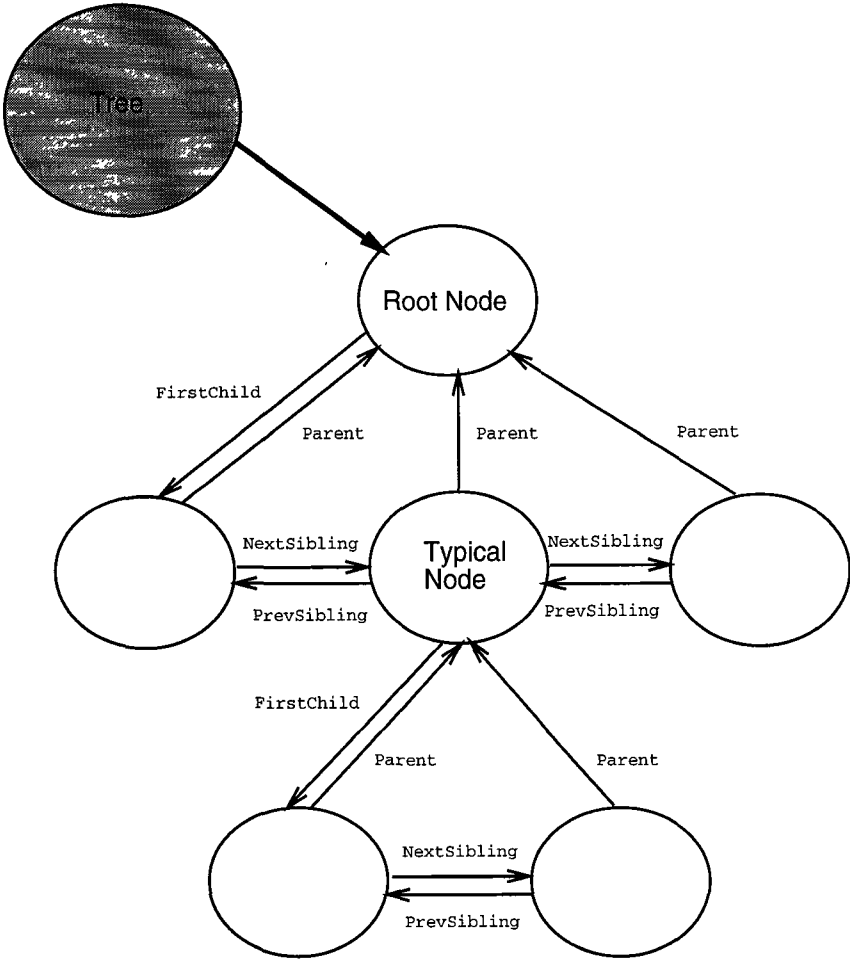 Tree
Root Node
FirstChild
Parent
Parent
Parent
NextSibling
Typical
Node
NextSibling
PrevSibling
PrevSibling
FirstChild
Parent
Parent
NextSibling
PrevSibling